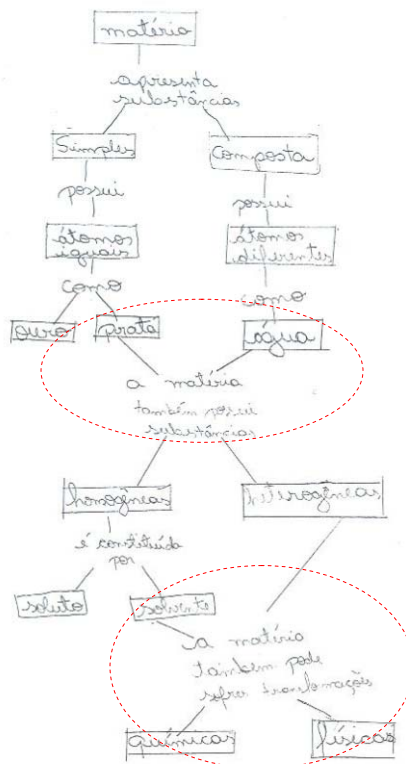 matéria
apresenta
substâncias
Simples
composta
possui
possui
átomos
iguais
átomos
diferentes
como
como
ouro
prata
água
a matéria
também possui
substâncias
homogêneas
heterogêneas
é constituída
por
soluto
solvente
a matéria
também pode
sofrer transformações
químicas
físicas